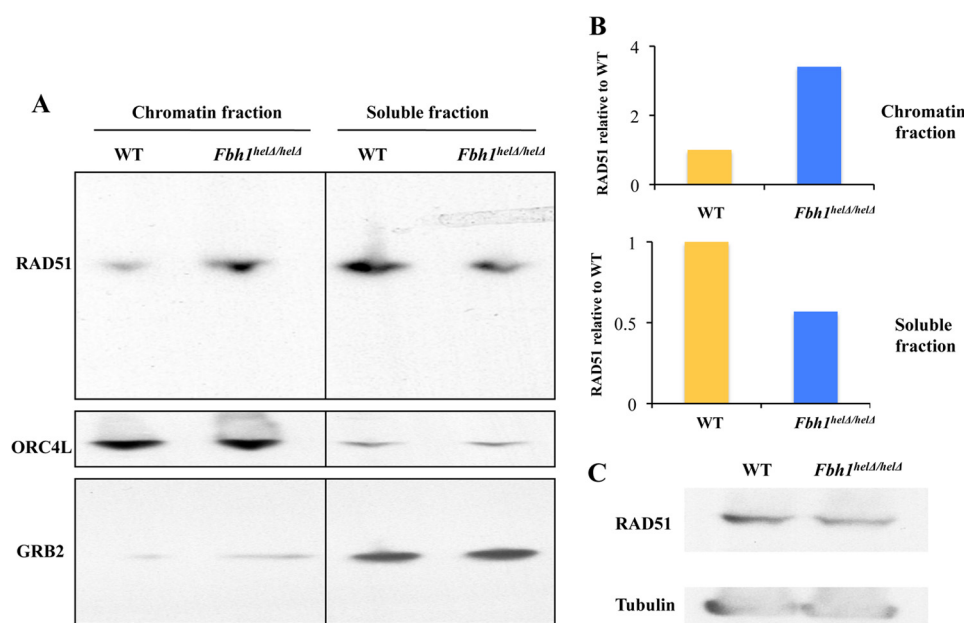 A
Chromatin fraction
Soluble fraction
WT
Fbh1helΔ/helΔ
WT
Fbh1helΔ/helΔ
RAD51
ORC4L
GRB2
B
RAD51 relative to WT
4
2
0
WT
Fbh1helΔ/helΔ
Chromatin
fraction
RAD51 relative to WT
1
0.5
0
WT
Fbh1helΔ/helΔ
Soluble
fraction
C
WT
Fbh1helΔ/helΔ
RAD51
Tubulin